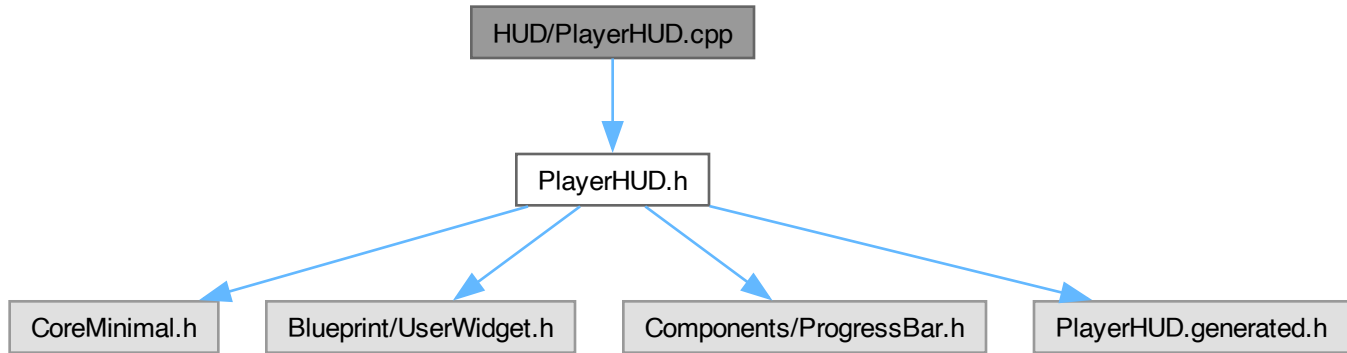 HUD/PlayerHUD.cpp
PlayerHUD.h
CoreMinimal.h
Blueprint/UserWidget.h
Components/ProgressBar.h
PlayerHUD.generated.h